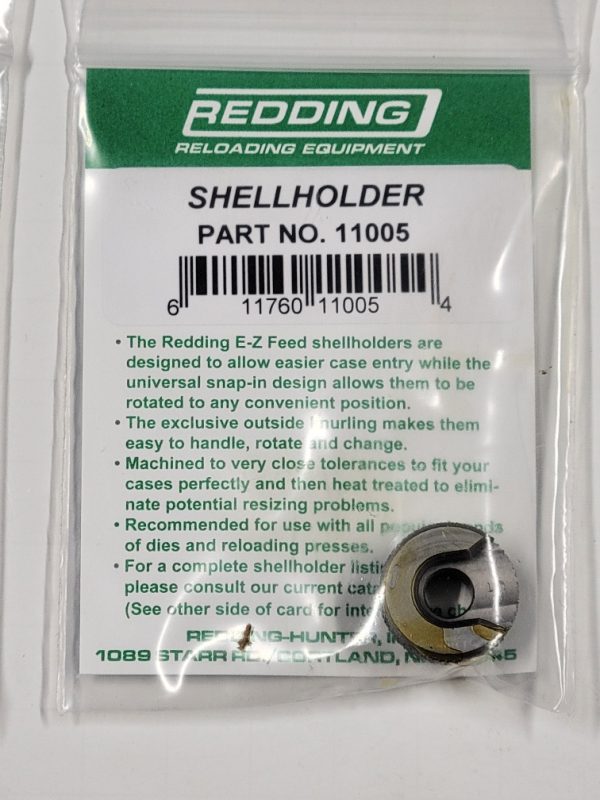 REDDING
RELOADING EQUIPMENT
SHELLHOLDER
PART NO. 11005
6 11760 11005 4
• The Redding E-Z Feed shellholders are
designed to allow easier case entry while the
universal snap-in design allows them to be
rotated to any convenient position.
• The exclusive outside knurling makes them
easy to handle, rotate and change.
• Machined to very close tolerances to fit your
cases perfectly and then heat treated to elimi-
nate potential resizing problems.
• Recommended for use with all
of dies and reloading presses.
• For a complete shellholder
please consult our current
(See other side of card for
REDDING-HUNTER,
1089 STARR RD., CORTLAND,